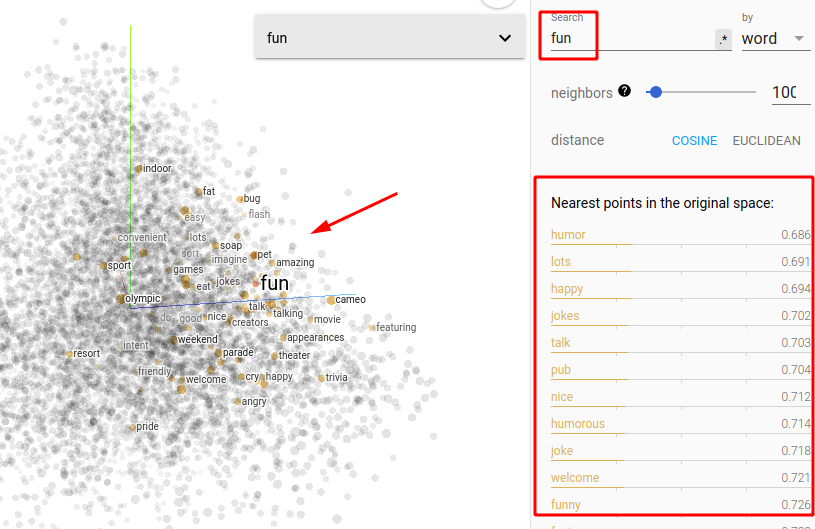 fun
Search
by
fun
.*
word
neighbors
?
100
distance
COSINE
EUCLIDEAN
Nearest points in the original space:
humor 0.686
lots 0.691
happy 0.694
jokes 0.702
talk 0.703
pub 0.704
nice 0.712
humorous 0.714
joke 0.718
welcome 0.721
funny 0.726
indoor
fat
bug
easy
flash
convenient
lots
soap
sort
imagine
pet
amazing
sport
games
eat
jokes
fun
olympic
cameo
talk
talking
do
good
nice
creators
movie
featuring
weekend
appearances
intent
resort
parade
theater
friendly
welcome
cry
happy
trivia
angry
pride